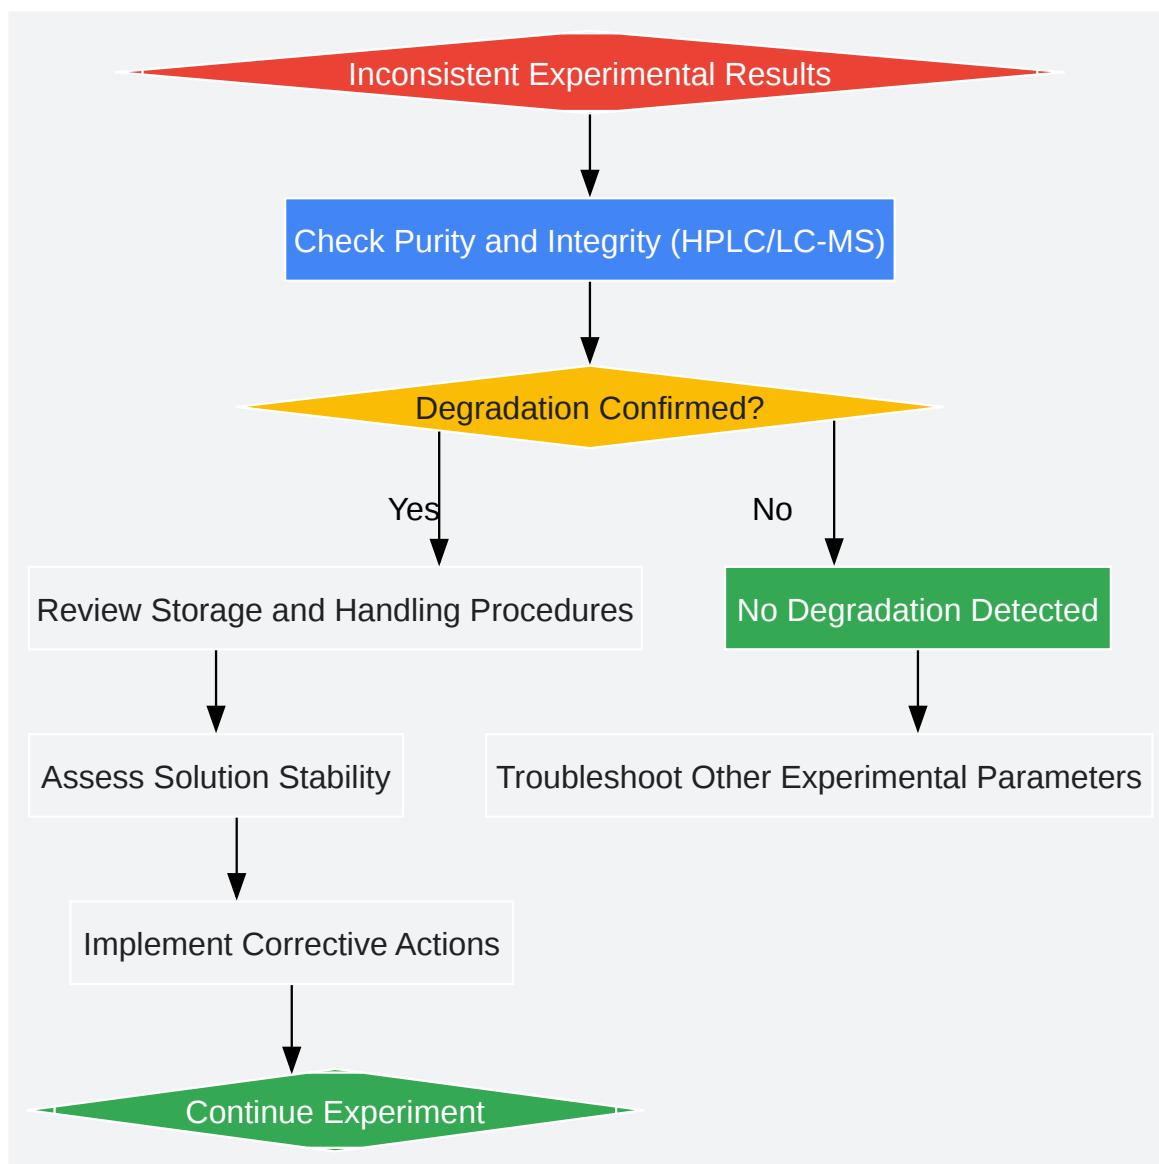 Inconsistent Experimental Results
Check Purity and Integrity (HPLC/LC-MS)
Degradation Confirmed?
Yes
No
Review Storage and Handling Procedures
No Degradation Detected
Assess Solution Stability
Troubleshoot Other Experimental Parameters
Implement Corrective Actions
Continue Experiment